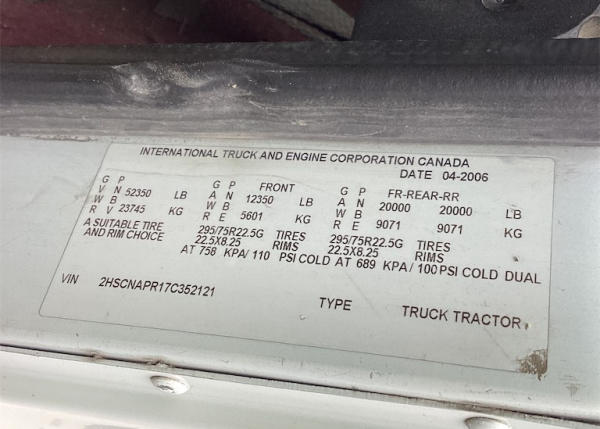 INTERNATIONAL TRUCK AND ENGINE CORPORATION CANADA
DATE 04-2006
G P G P FRONT G P FR-REAR-RR
V N 52350 LB A N 12350 LB A N 20000 20000 LB
W B W B W B
R V 23745 KG R E 5601 KG R E 9071 9071 KG
A SUITABLE TIRE 295/75R22.5G TIRES 295/75R22.5G TIRES
AND RIM CHOICE 22.5X8.25 RIMS 22.5X8.25 RIMS
AT 758 KPA/110 PSI COLD AT 689 KPA/100 PSI COLD DUAL
VIN 2HSCNAPR17C352121 TYPE TRUCK TRACTOR